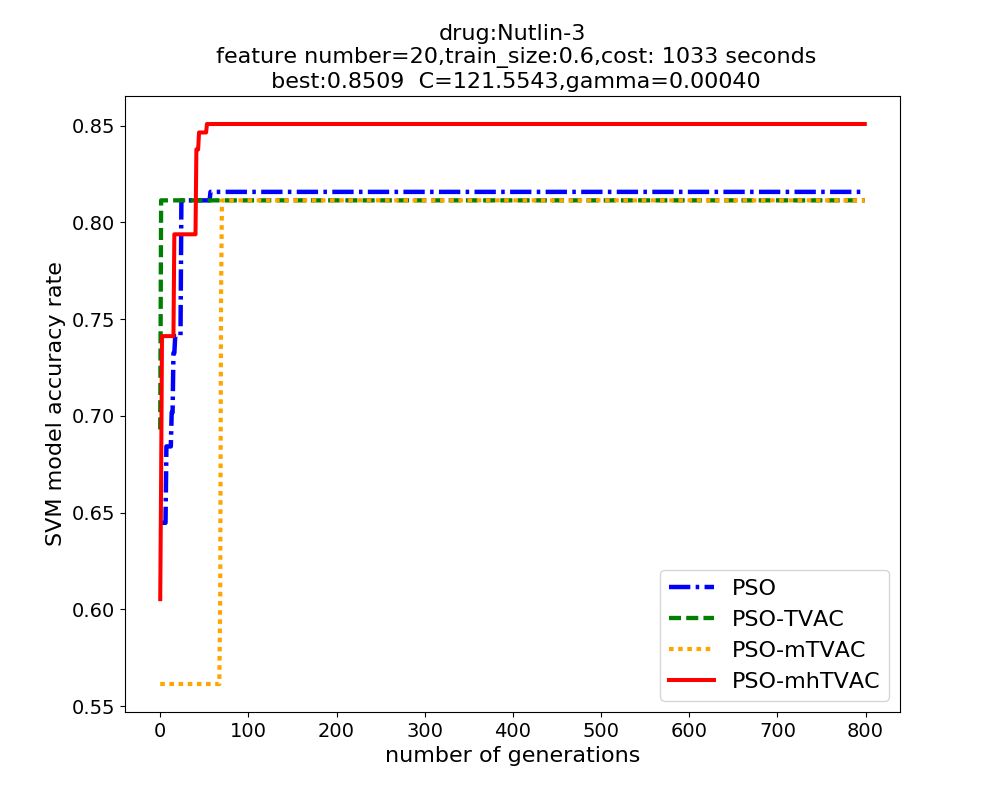 drug:Nutlin-3
feature number=20,train_size:0.6,cost: 1033 seconds
best:0.8509  C=121.5543,gamma=0.00040
0.85
0.80
0.75
0.70
0.65
0.60
0.55
SVM model accuracy rate
PSO
PSO-TVAC
PSO-mTVAC
PSO-mhTVAC
0 100 200 300 400 500 600 700 800
number of generations